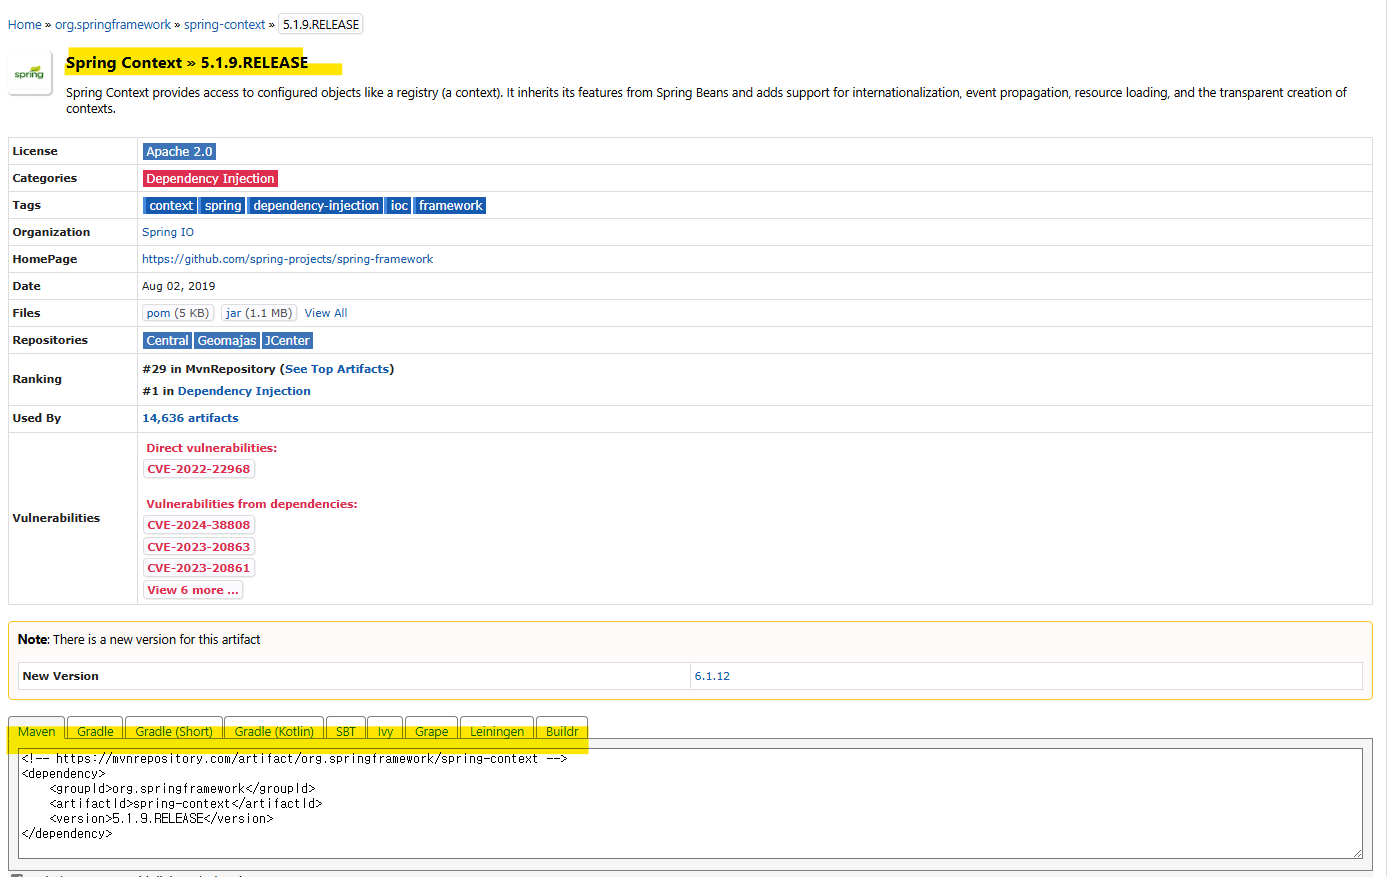 Home » org.springframework » spring-context » 5.1.9.RELEASE
spring
Spring Context » 5.1.9.RELEASE
Spring Context provides access to configured objects like a registry (a context). It inherits its features from Spring Beans and adds support for internationalization, event propagation, resource loading, and the transparent creation of
contexts.
License Apache 2.0
Categories Dependency Injection
Tags context spring dependency-injection ioc framework
Organization Spring IO
HomePage https://github.com/spring-projects/spring-framework
Date Aug 02, 2019
Files pom (5 KB) jar (1.1 MB) View All
Repositories Central Geomajas JCenter
Ranking #29 in MvnRepository (See Top Artifacts)
#1 in Dependency Injection
Used By 14,636 artifacts
Vulnerabilities Direct vulnerabilities:
CVE-2022-22968
Vulnerabilities from dependencies:
CVE-2024-38808
CVE-2023-20863
CVE-2023-20861
View 6 more ...
Note: There is a new version for this artifact
New Version 6.1.12
Maven Gradle Gradle (Short) Gradle (Kotlin) SBT Ivy Grape Leiningen Buildr
<!-- https://mvnrepository.com/artifact/org.springframework/spring-context -->
<dependency>
    <groupId>org.springframework</groupId>
    <artifactId>spring-context</artifactId>
    <version>5.1.9.RELEASE</version>
</dependency>